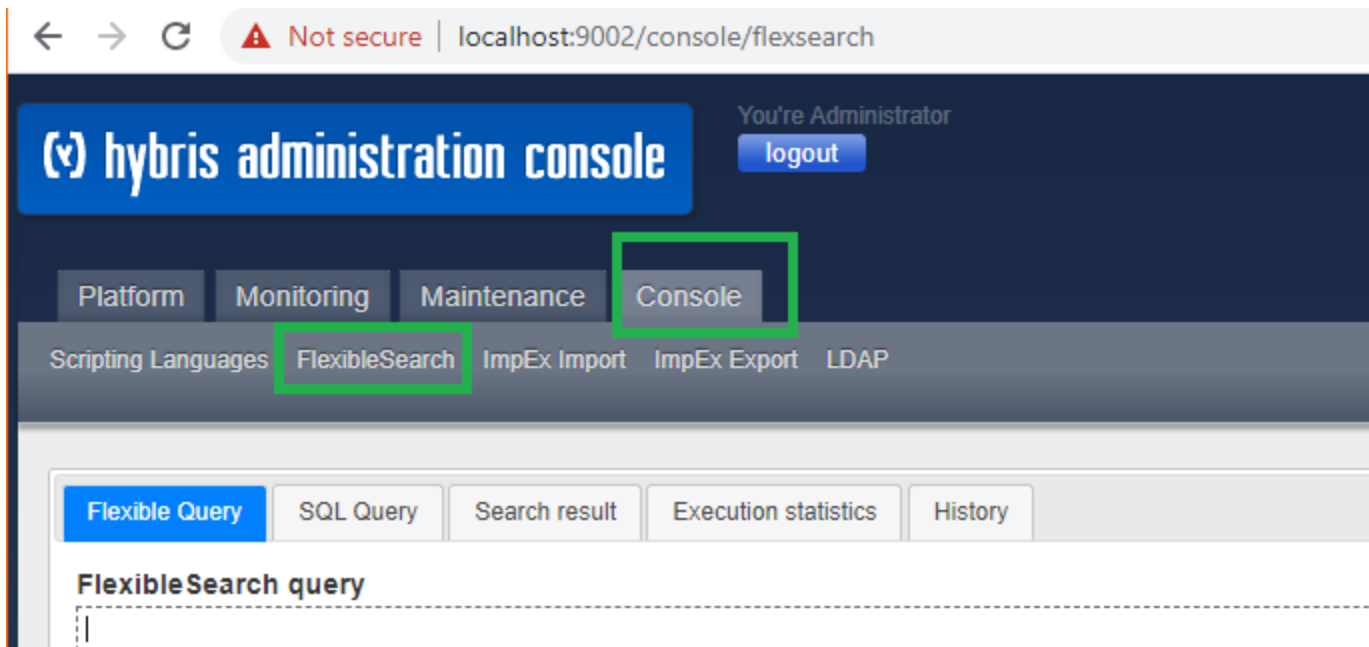 Not secure | localhost:9002/console/flexsearch
You're Administrator
(y) hybris administration console
logout
Platform Monitoring Maintenance Console
Scripting Languages FlexibleSearch ImpEx Import ImpEx Export LDAP
Flexible Query SQL Query Search result Execution statistics History
FlexibleSearch query